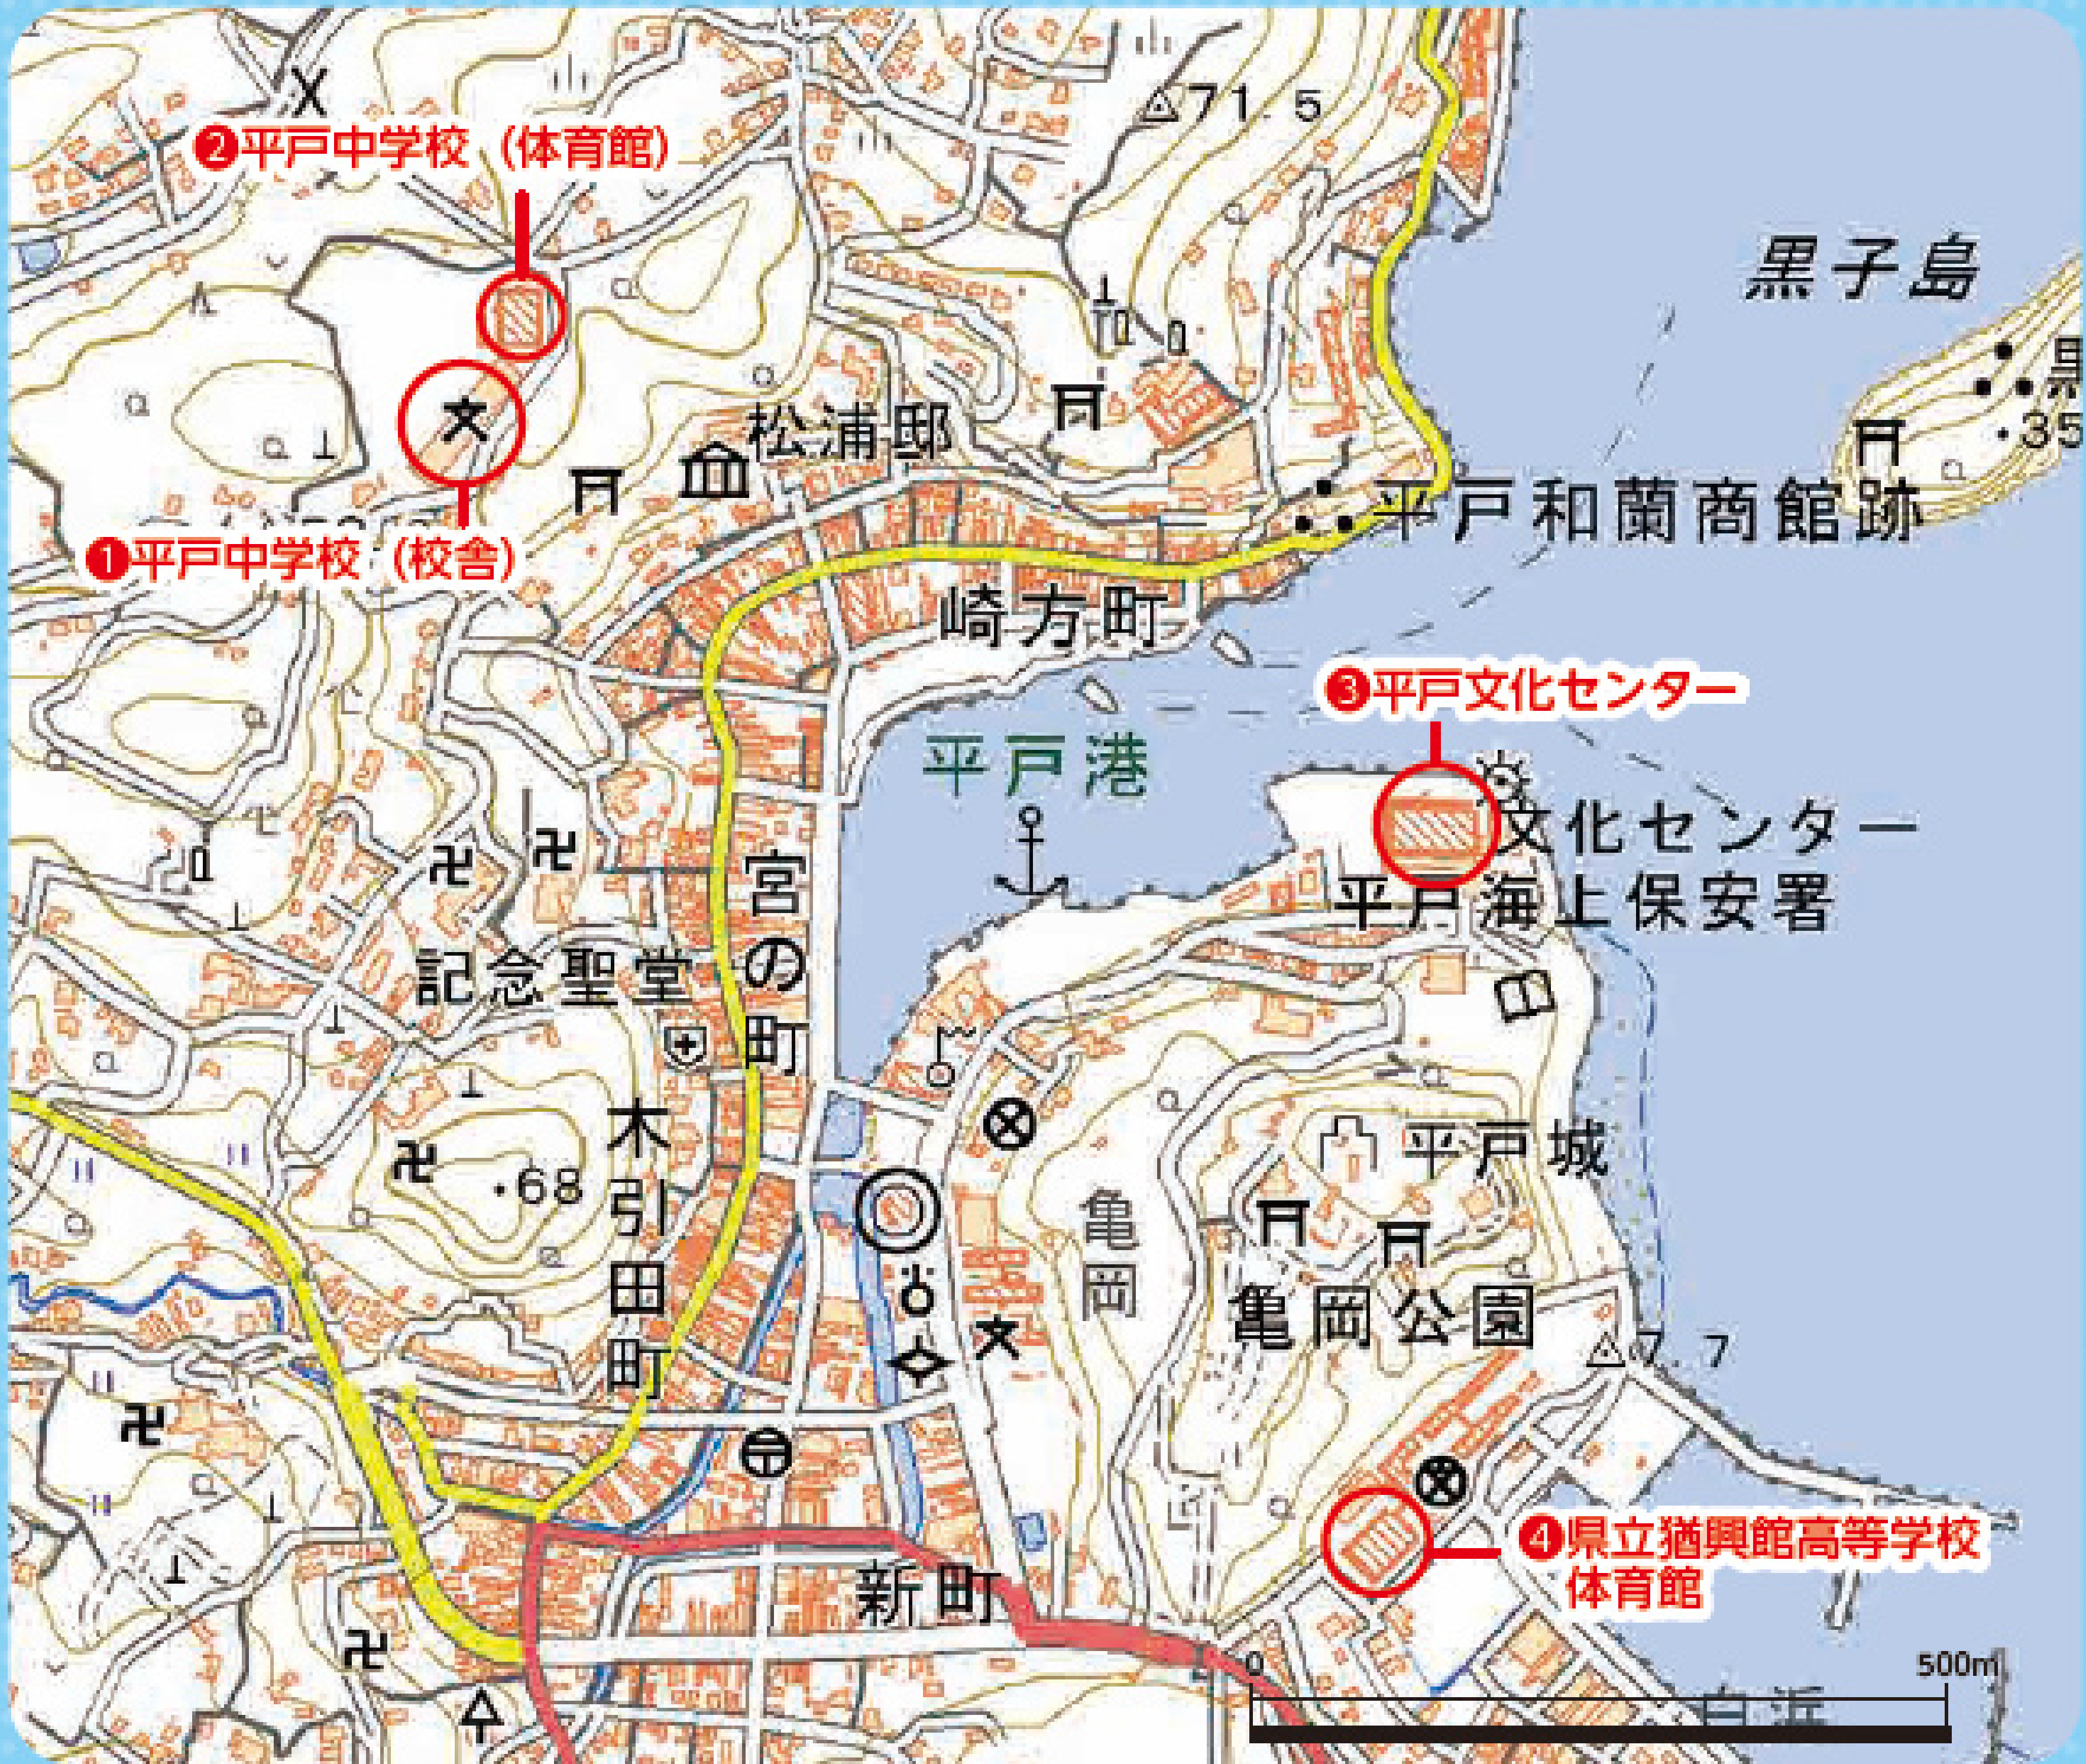 71.5
❷平戸中学校（体育館）
黒子島
35
松浦邸
平戸和蘭商館跡
❶平戸中学校（校舎）
崎方町
❸平戸文化センター
平戸港
文化センター
平戸海上保安署
宮の町
記念聖堂
木引田町
68
平戸城
亀岡
亀岡公園
7.7
❹県立猶興館高等学校
体育館
新町
0
500m
白浜